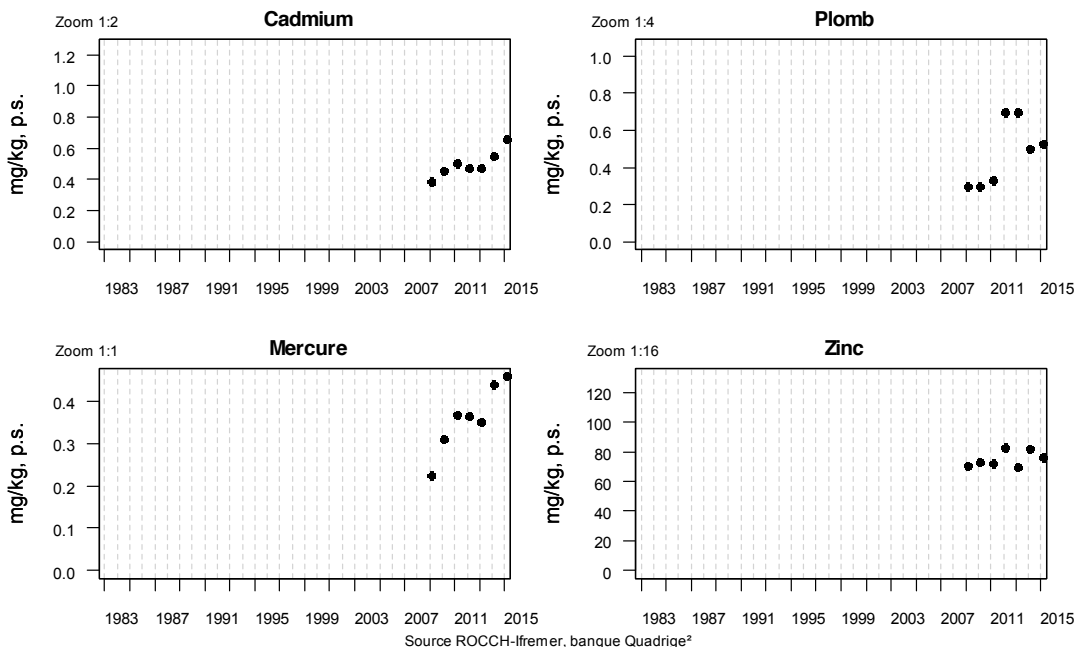 Zoom 1:2
Cadmium
mg/kg, p.s.
1.2
1.0
0.8
0.6
0.4
0.2
0.0
1983 1987 1991 1995 1999 2003 2007 2011 2015
Zoom 1:4
Plomb
mg/kg, p.s.
1.0
0.8
0.6
0.4
0.2
0.0
1983 1987 1991 1995 1999 2003 2007 2011 2015
Zoom 1:1
Mercure
mg/kg, p.s.
0.4
0.3
0.2
0.1
0.0
1983 1987 1991 1995 1999 2003 2007 2011 2015
Zoom 1:16
Zinc
mg/kg, p.s.
120
100
80
60
40
20
0
1983 1987 1991 1995 1999 2003 2007 2011 2015
Source ROCCH-Ifremer, banque Quadrige²